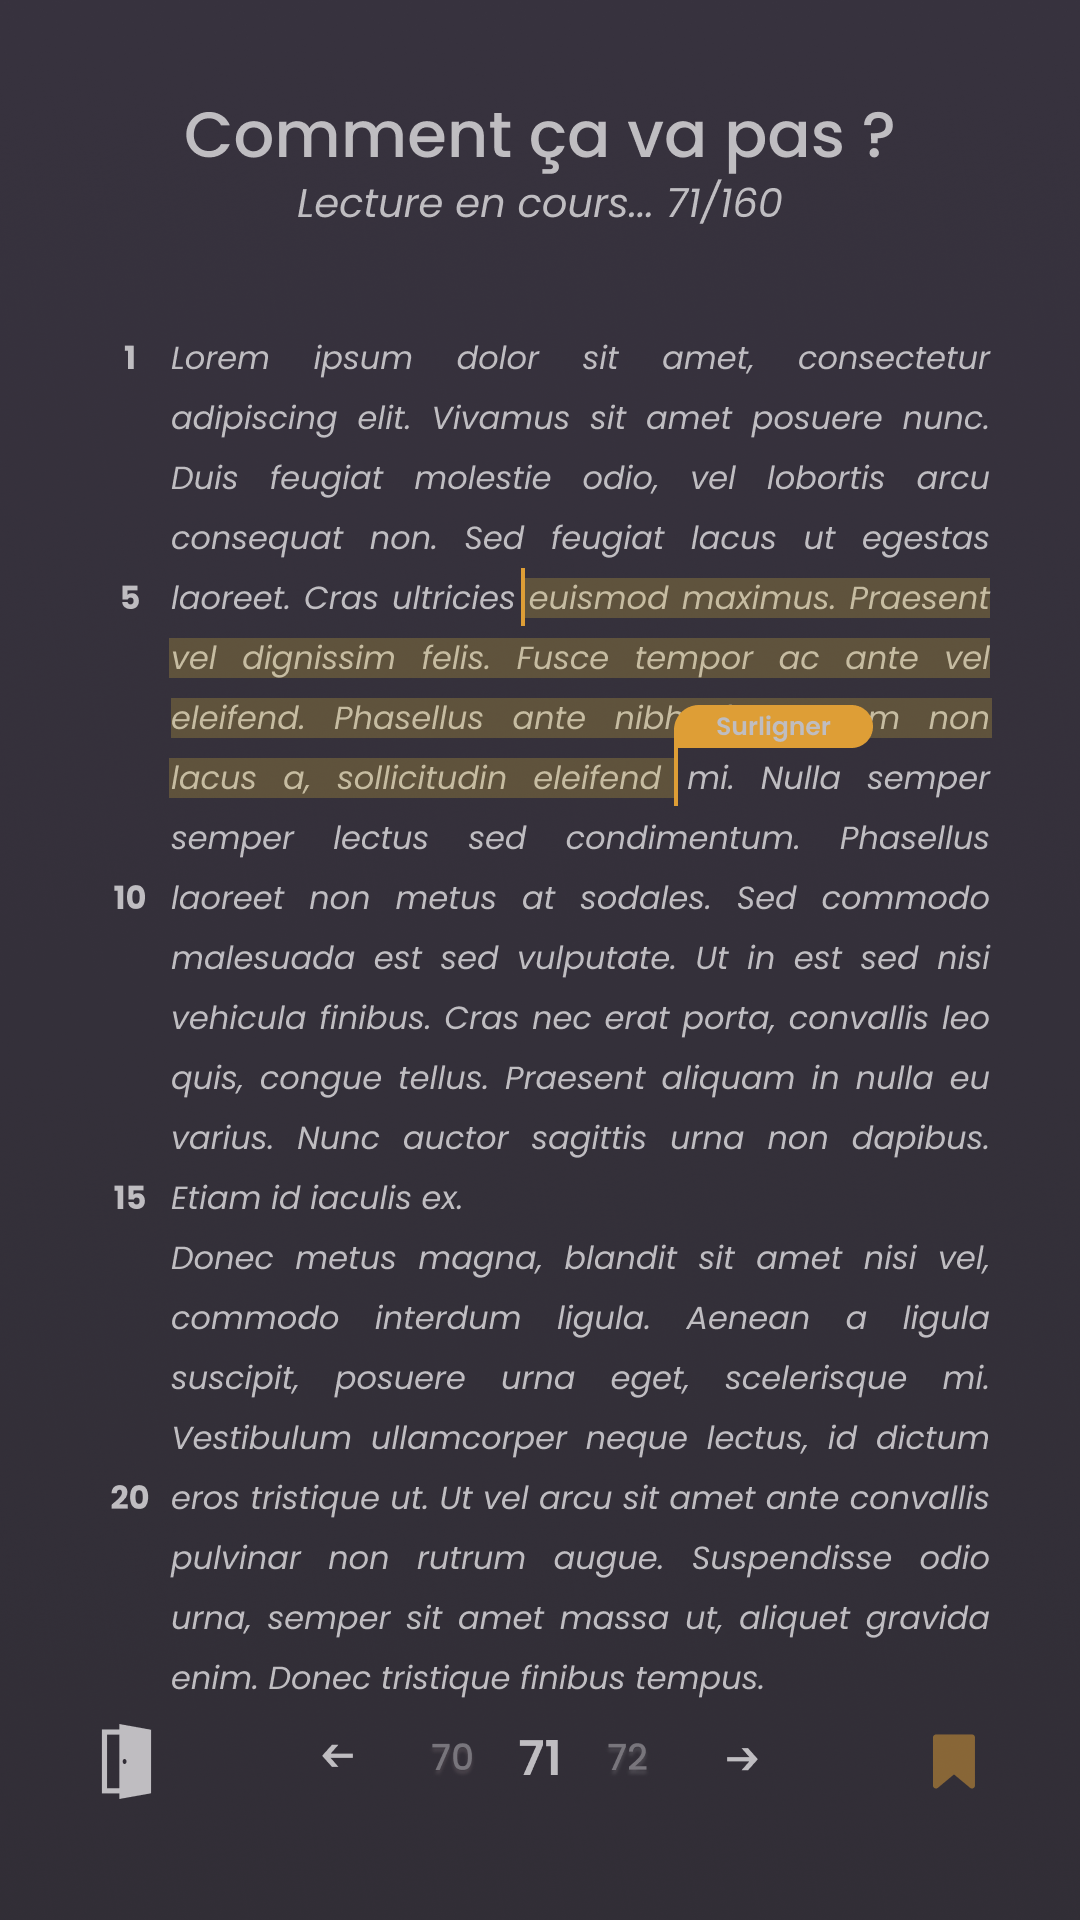 Comment ça va pas ?
Lecture en cours... 71/160
1 Lorem ipsum dolor sit amet, consectetur
adipiscing elit. Vivamus sit amet posuere nunc.
Duis feugiat molestie odio, vel lobortis arcu
consequat non. Sed feugiat lacus ut egestas
5 laoreet. Cras ultricies euismod maximus. Praesent
vel dignissim felis. Fusce tempor ac ante vel
eleifend. Phasellus ante non
Surligner
lacus a, sollicitudin eleifend mi. Nulla semper
semper lectus sed condimentum. Phasellus
10 laoreet non metus at sodales. Sed commodo
malesuada est sed vulputate. Ut in est sed nisi
vehicula finibus. Cras nec erat porta, convallis leo
quis, congue tellus. Praesent aliquam in nulla eu
varius. Nunc auctor sagittis urna non dapibus.
15 Etiam id iaculis ex.
Donec metus magna, blandit sit amet nisi vel,
commodo interdum ligula. Aenean a ligula
suscipit, posuere urna eget, scelerisque mi.
Vestibulum ullamcorper neque lectus, id dictum
20 eros tristique ut. Ut vel arcu sit amet ante convallis
pulvinar non rutrum augue. Suspendisse odio
urna, semper sit amet massa ut, aliquet gravida
enim. Donec tristique finibus tempus.
← 70 71 72 →